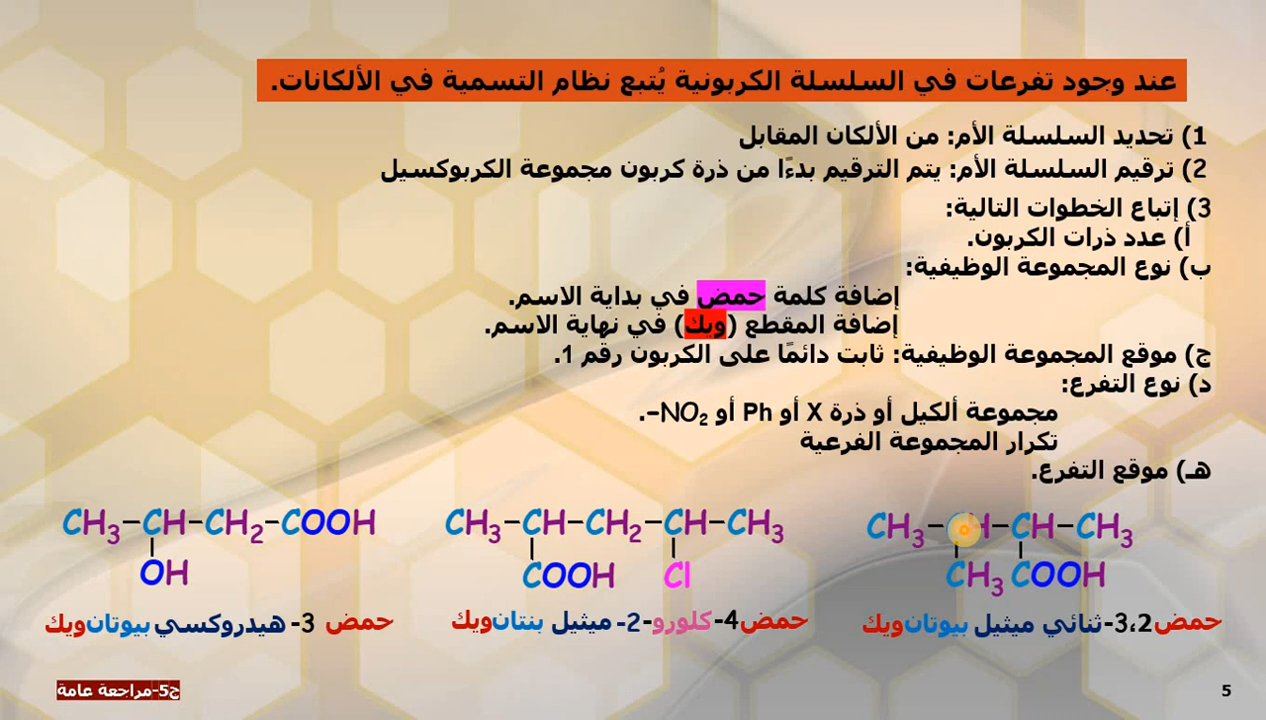 عند وجود تفرعات في السلسلة الكربونية يُتبع نظام التسمية في الألكانات.
1) تحديد السلسلة الأم: من الألكان المقابل
2) ترقيم السلسلة الأم: يتم الترقيم بدءًا من ذرة كربون مجموعة الكربوكسيل
3) إتباع الخطوات التالية:
أ) عدد ذرات الكربون.
ب) نوع المجموعة الوظيفية:
إضافة كلمة حمض في بداية الاسم.
إضافة المقطع (ويك) في نهاية الاسم.
ج) موقع المجموعة الوظيفية: ثابت دائمًا على الكربون رقم 1.
د) نوع التفرع:
مجموعة ألكيل أو ذرة X أو Ph أو NO₂–.
تكرار المجموعة الفرعية
هـ) موقع التفرع.
CH₃–CH–CH–CH₃
CH₃ COOH
حمض3،2-ثنائي ميثيل بيوتانويك
CH₃–CH–CH₂–CH–CH₃
COOH Cl
حمض4-كلورو-2- ميثيل بنتانويك
CH₃–CH–CH₂–COOH
OH
حمض 3- هيدروكسي بيوتانويك
ج5-مراجعة عامة
5